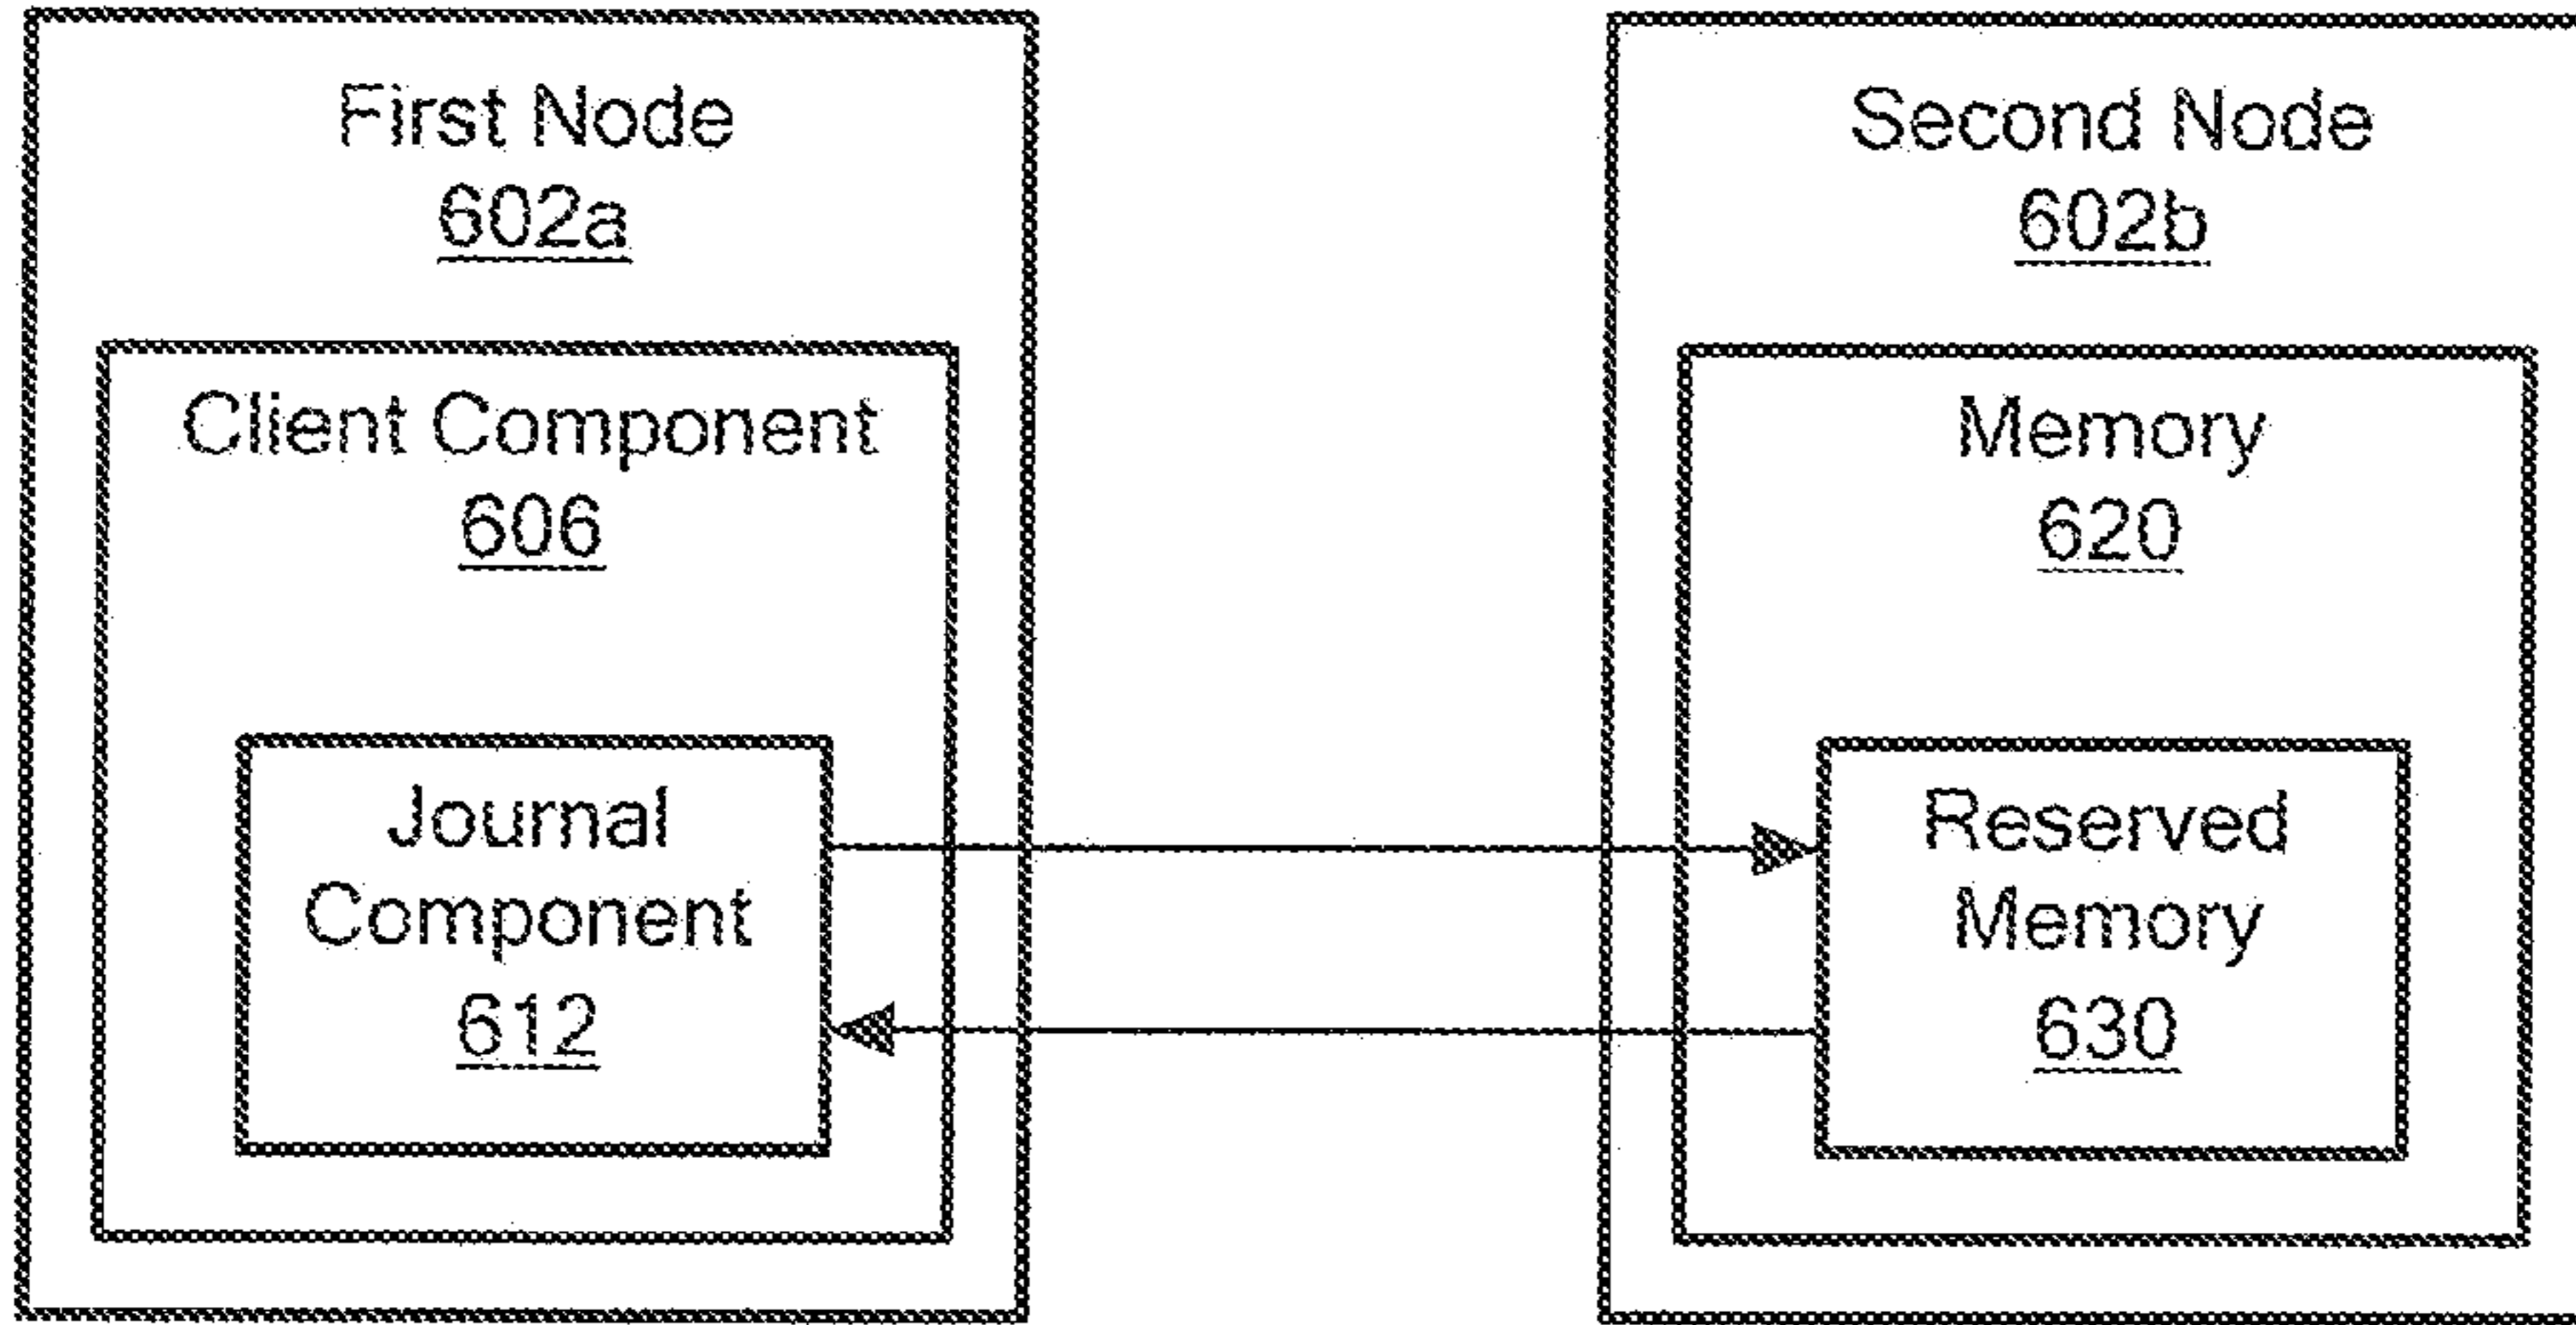 First Node
602a
Client Component
606
Journal
Component
612
Second Node
602b
Memory
620
Reserved
Memory
630